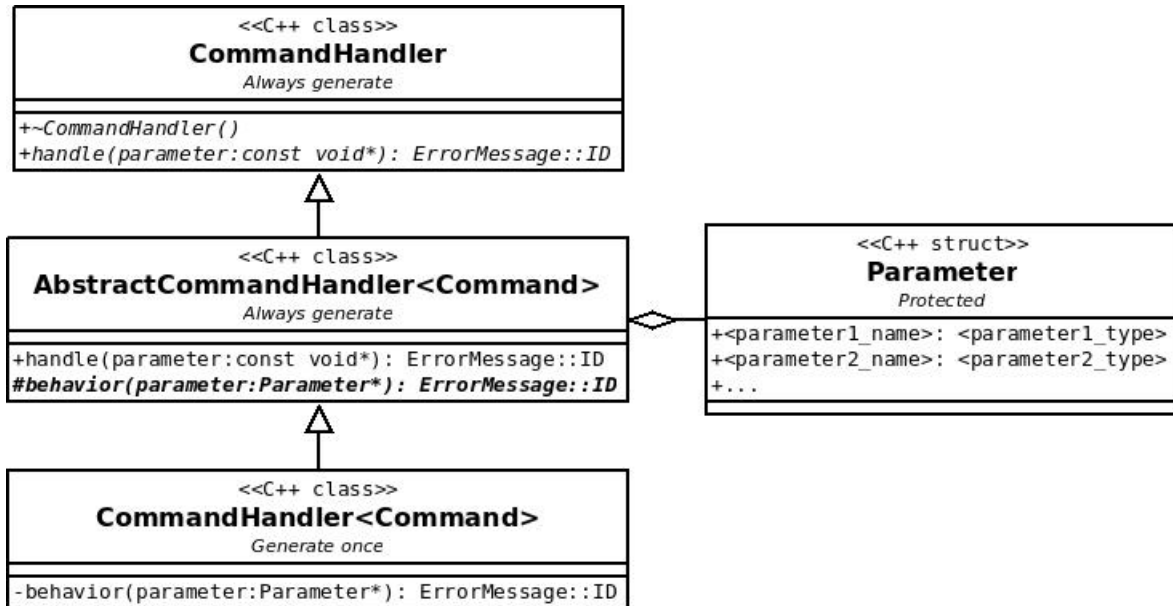 <<C++ class>>
CommandHandler
Always generate
+~CommandHandler()
+handle(parameter:const void*): ErrorMessage::ID
<<C++ class>>
AbstractCommandHandler<Command>
Always generate
+handle(parameter:const void*): ErrorMessage::ID
#behavior(parameter:Parameter*): ErrorMessage::ID
<<C++ struct>>
Parameter
Protected
+<parameter1_name>: <parameter1_type>
+<parameter2_name>: <parameter2_type>
+...
<<C++ class>>
CommandHandler<Command>
Generate once
-behavior(parameter:Parameter*): ErrorMessage::ID